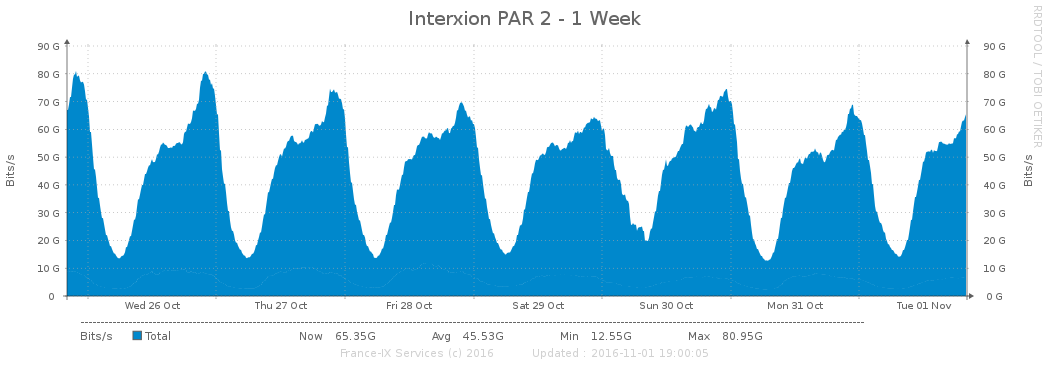 Interxion PAR 2 - 1 Week
RRDTOOL / TOBI OETIKER
90 G 90 G
80 G 80 G
70 G 70 G
60 G 60 G
50 G 50 G
40 G 40 G
30 G 30 G
20 G 20 G
10 G 10 G
0 0 G
Bits/s Bits/s
Wed 26 Oct Thu 27 Oct Fri 28 Oct Sat 29 Oct Sun 30 Oct Mon 31 Oct Tue 01 Nov
Bits/s Total Now 65.35G Avg 45.53G Min 12.55G Max 80.95G
France-IX Services (c) 2016 Updated : 2016-11-01 19:00:05